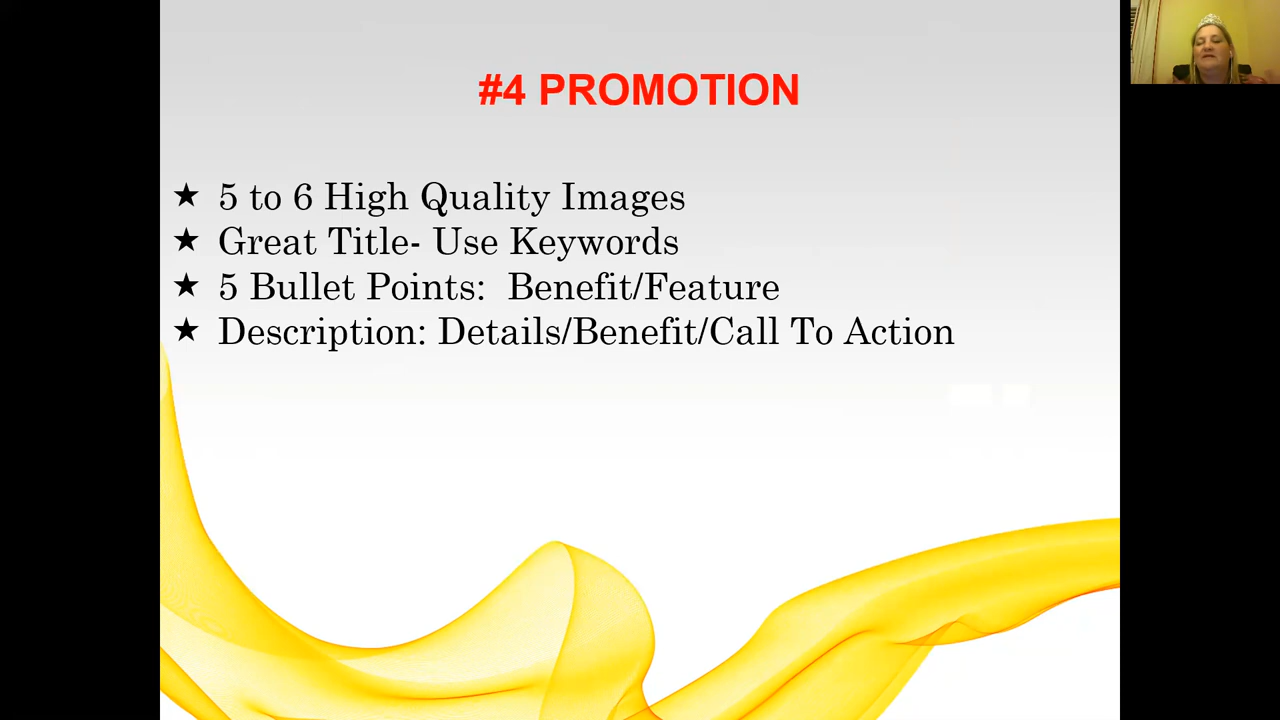 #4 PROMOTION
★ 5 to 6 High Quality Images
★ Great Title- Use Keywords
★ 5 Bullet Points:  Benefit/Feature
★ Description: Details/Benefit/Call To Action